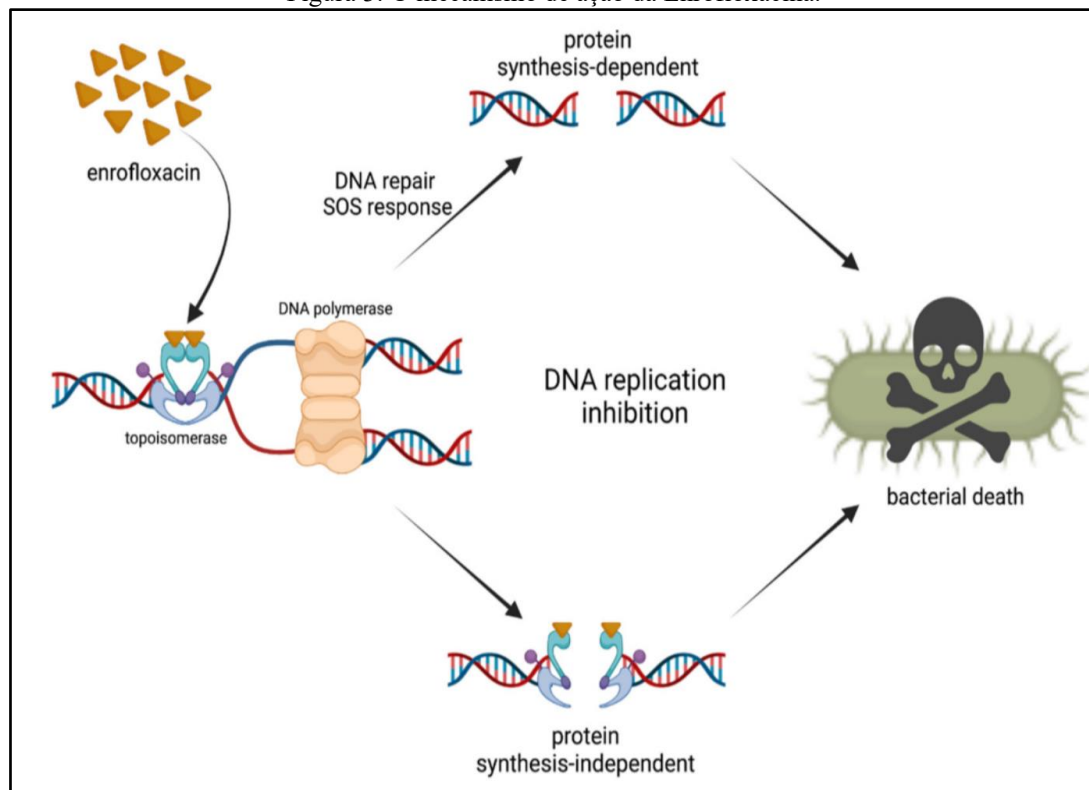 protein
synthesis-dependent
enrofloxacin
DNA repair
SOS response
DNA polymerase
DNA replication
inhibition
topoisomerase
bacterial death
protein
synthesis-independent